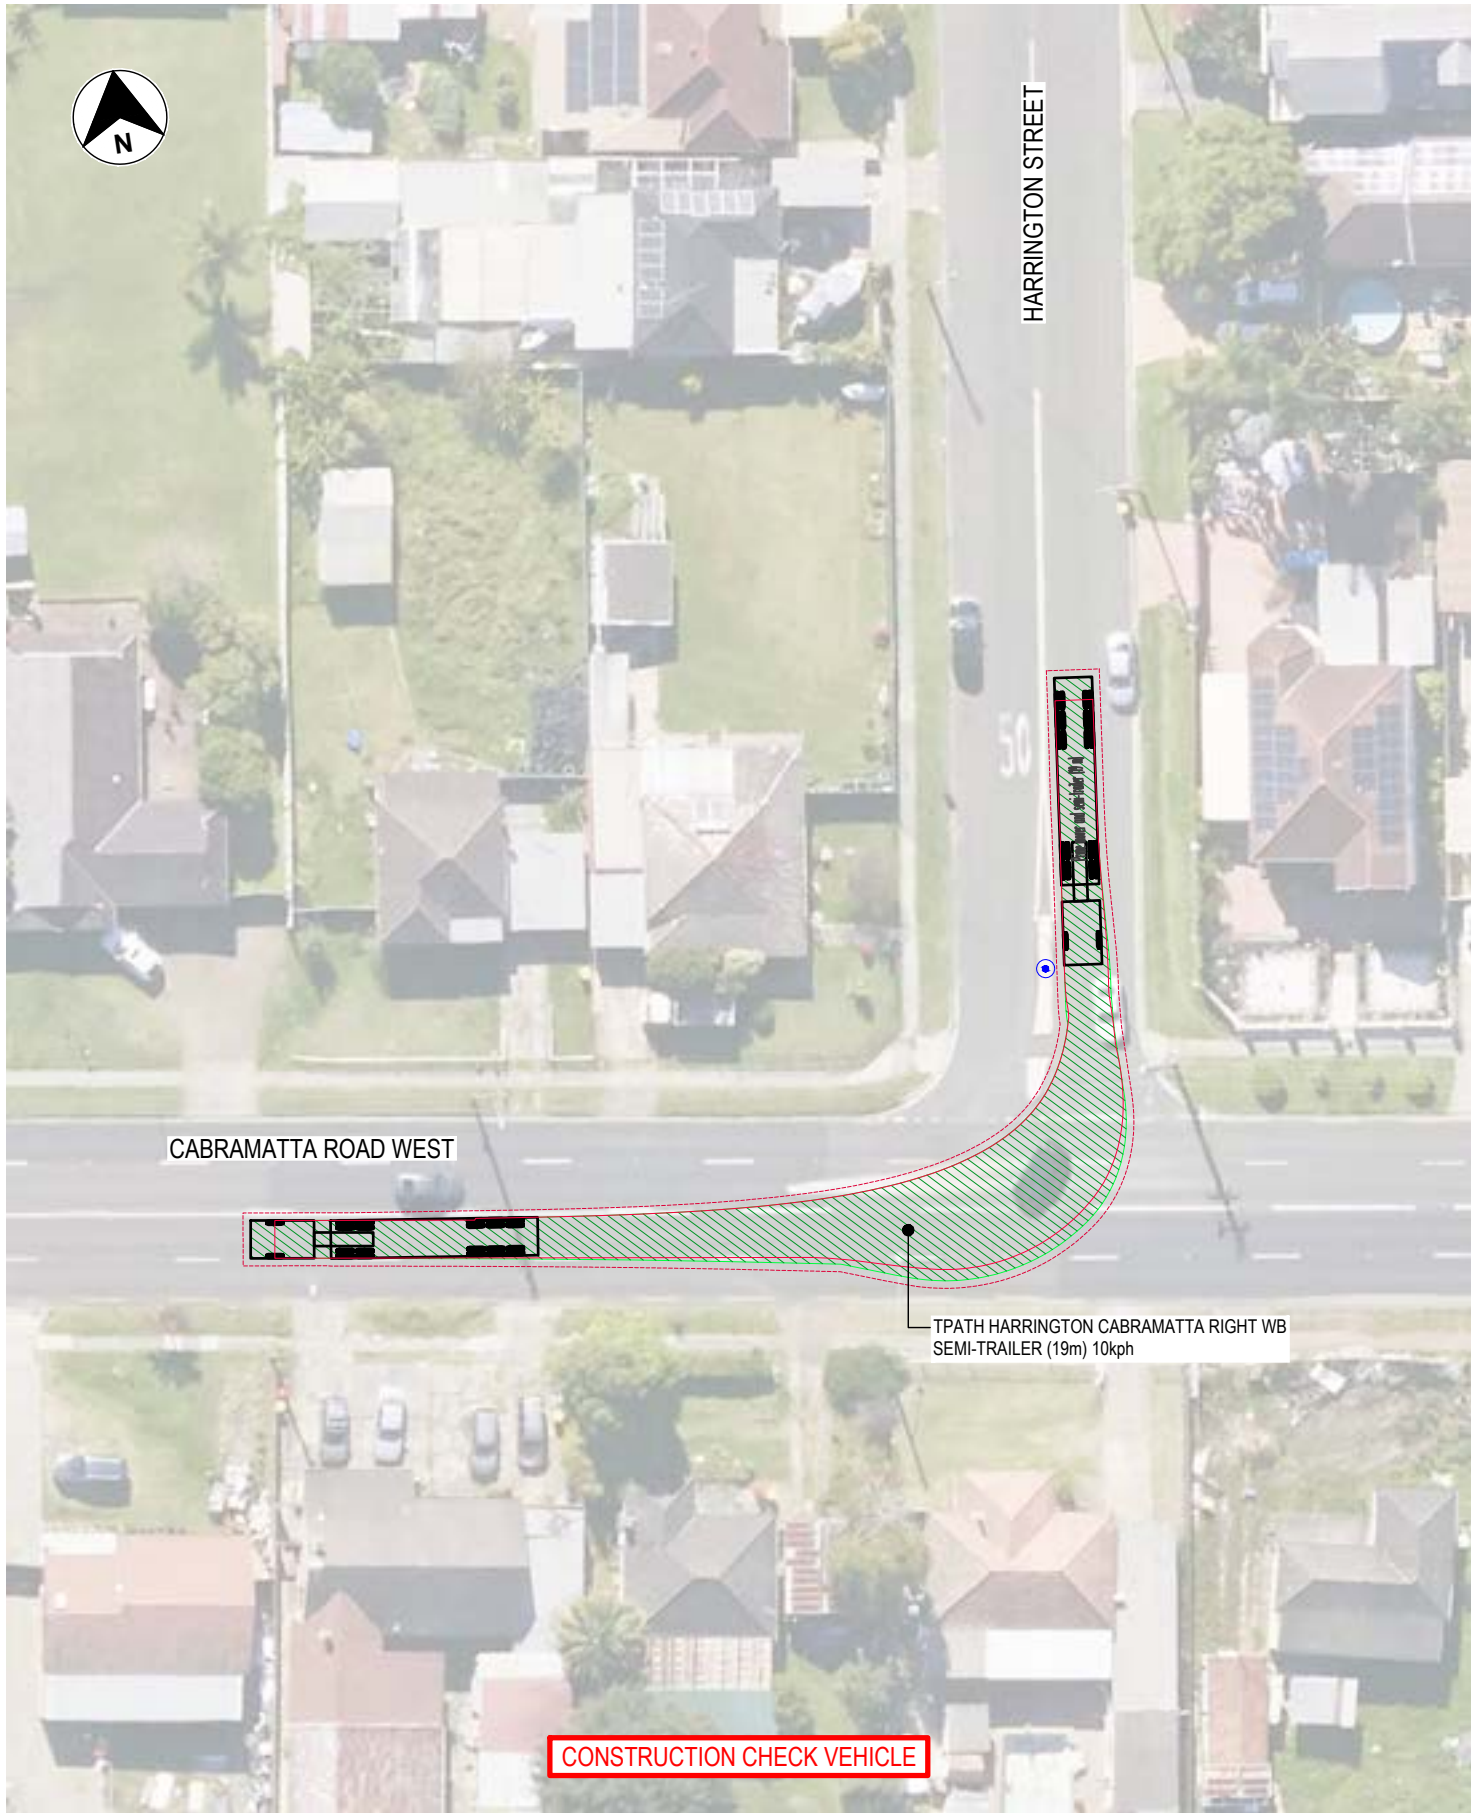 N
HARRINGTON STREET
50
CABRAMATTA ROAD WEST
TPATH HARRINGTON CABRAMATTA RIGHT WB
SEMI-TRAILER (19m) 10kph
CONSTRUCTION CHECK VEHICLE